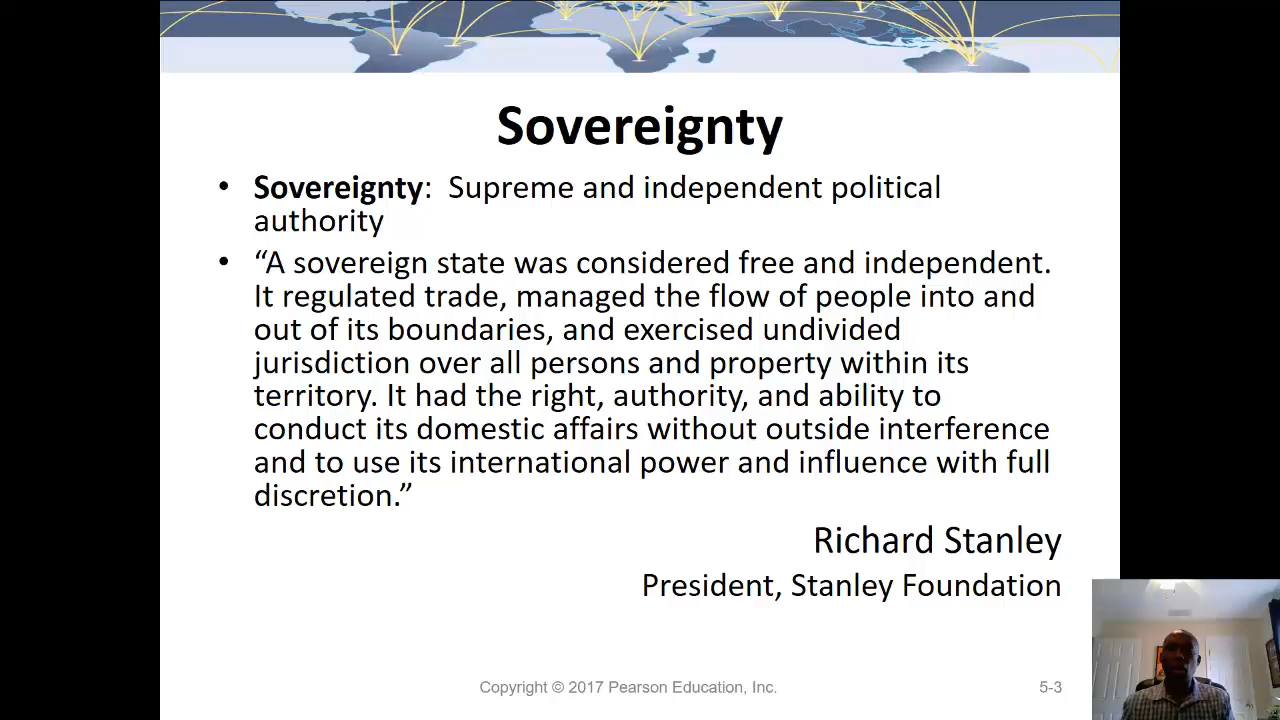 Sovereignty
• Sovereignty:  Supreme and independent political
authority
• “A sovereign state was considered free and independent.
It regulated trade, managed the flow of people into and
out of its boundaries, and exercised undivided
jurisdiction over all persons and property within its
territory. It had the right, authority, and ability to
conduct its domestic affairs without outside interference
and to use its international power and influence with full
discretion.”
Richard Stanley
President, Stanley Foundation
Copyright © 2017 Pearson Education, Inc.
5-3